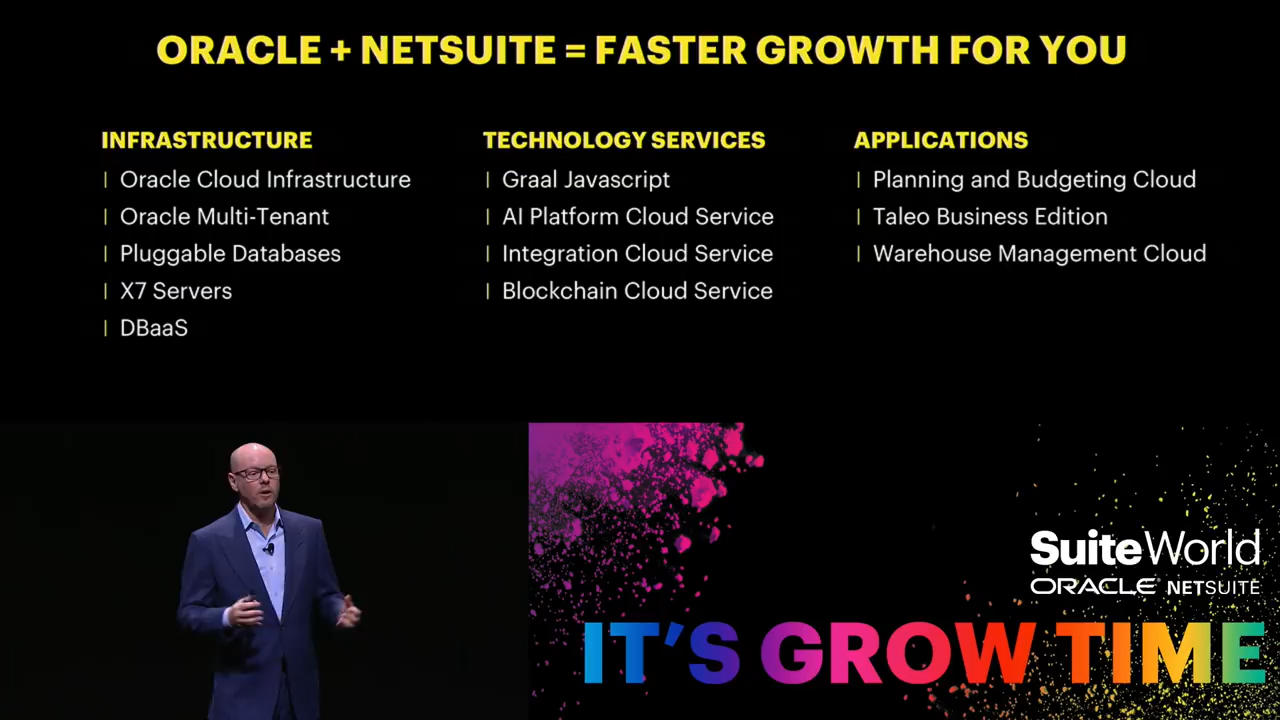 ORACLE + NETSUITE = FASTER GROWTH FOR YOU
INFRASTRUCTURE
Oracle Cloud Infrastructure
Oracle Multi-Tenant
Pluggable Databases
X7 Servers
DBaaS
TECHNOLOGY SERVICES
Graal Javascript
AI Platform Cloud Service
Integration Cloud Service
Blockchain Cloud Service
APPLICATIONS
Planning and Budgeting Cloud
Taleo Business Edition
Warehouse Management Cloud
SuiteWorld
ORACLE® NETSUITE
IT'S GROW TIME